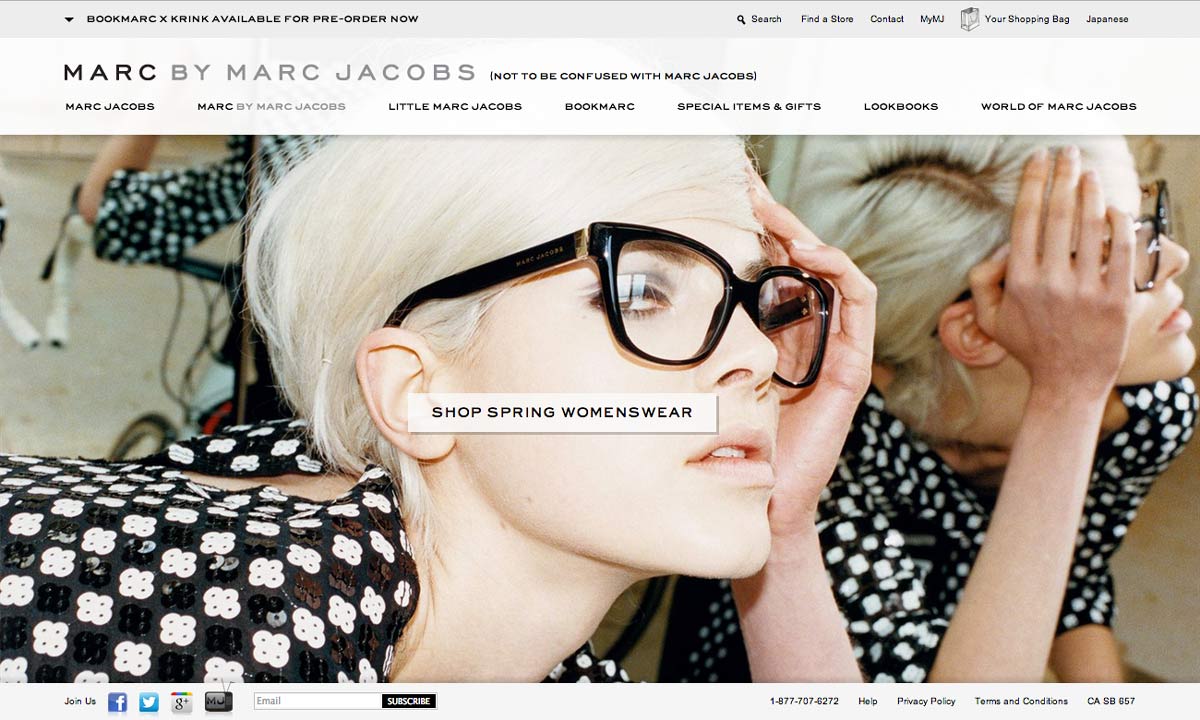 BOOKMARC X KRINK AVAILABLE FOR PRE-ORDER NOW Search Find a Store Contact MyMJ Your Shopping Bag Japanese
MARC BY MARC JACOBS (NOT TO BE CONFUSED WITH MARC JACOBS)
MARC JACOBS MARC BY MARC JACOBS LITTLE MARC JACOBS BOOKMARC SPECIAL ITEMS & GIFTS LOOKBOOKS WORLD OF MARC JACOBS
MARC JACOBS
SHOP SPRING WOMENSWEAR
Join Us f g+ MJ Email SUBSCRIBE 1-877-707-6272 Help Privacy Policy Terms and Conditions CA SB 657